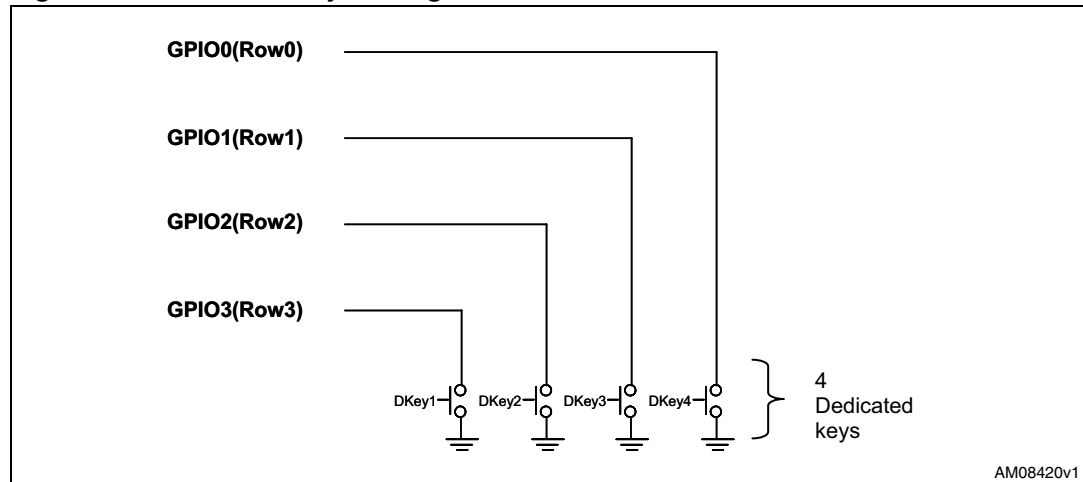 GPIO0(Row0)
GPIO1(Row1)
GPIO2(Row2)
GPIO3(Row3)
DKey1 DKey2 DKey3 DKey4
4
Dedicated
keys
AM08420v1